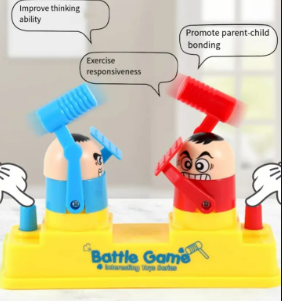 Improve thinking
ability
Promote parent-child
bonding
Exercise
responsiveness
Battle Game
Interesting Toys Series